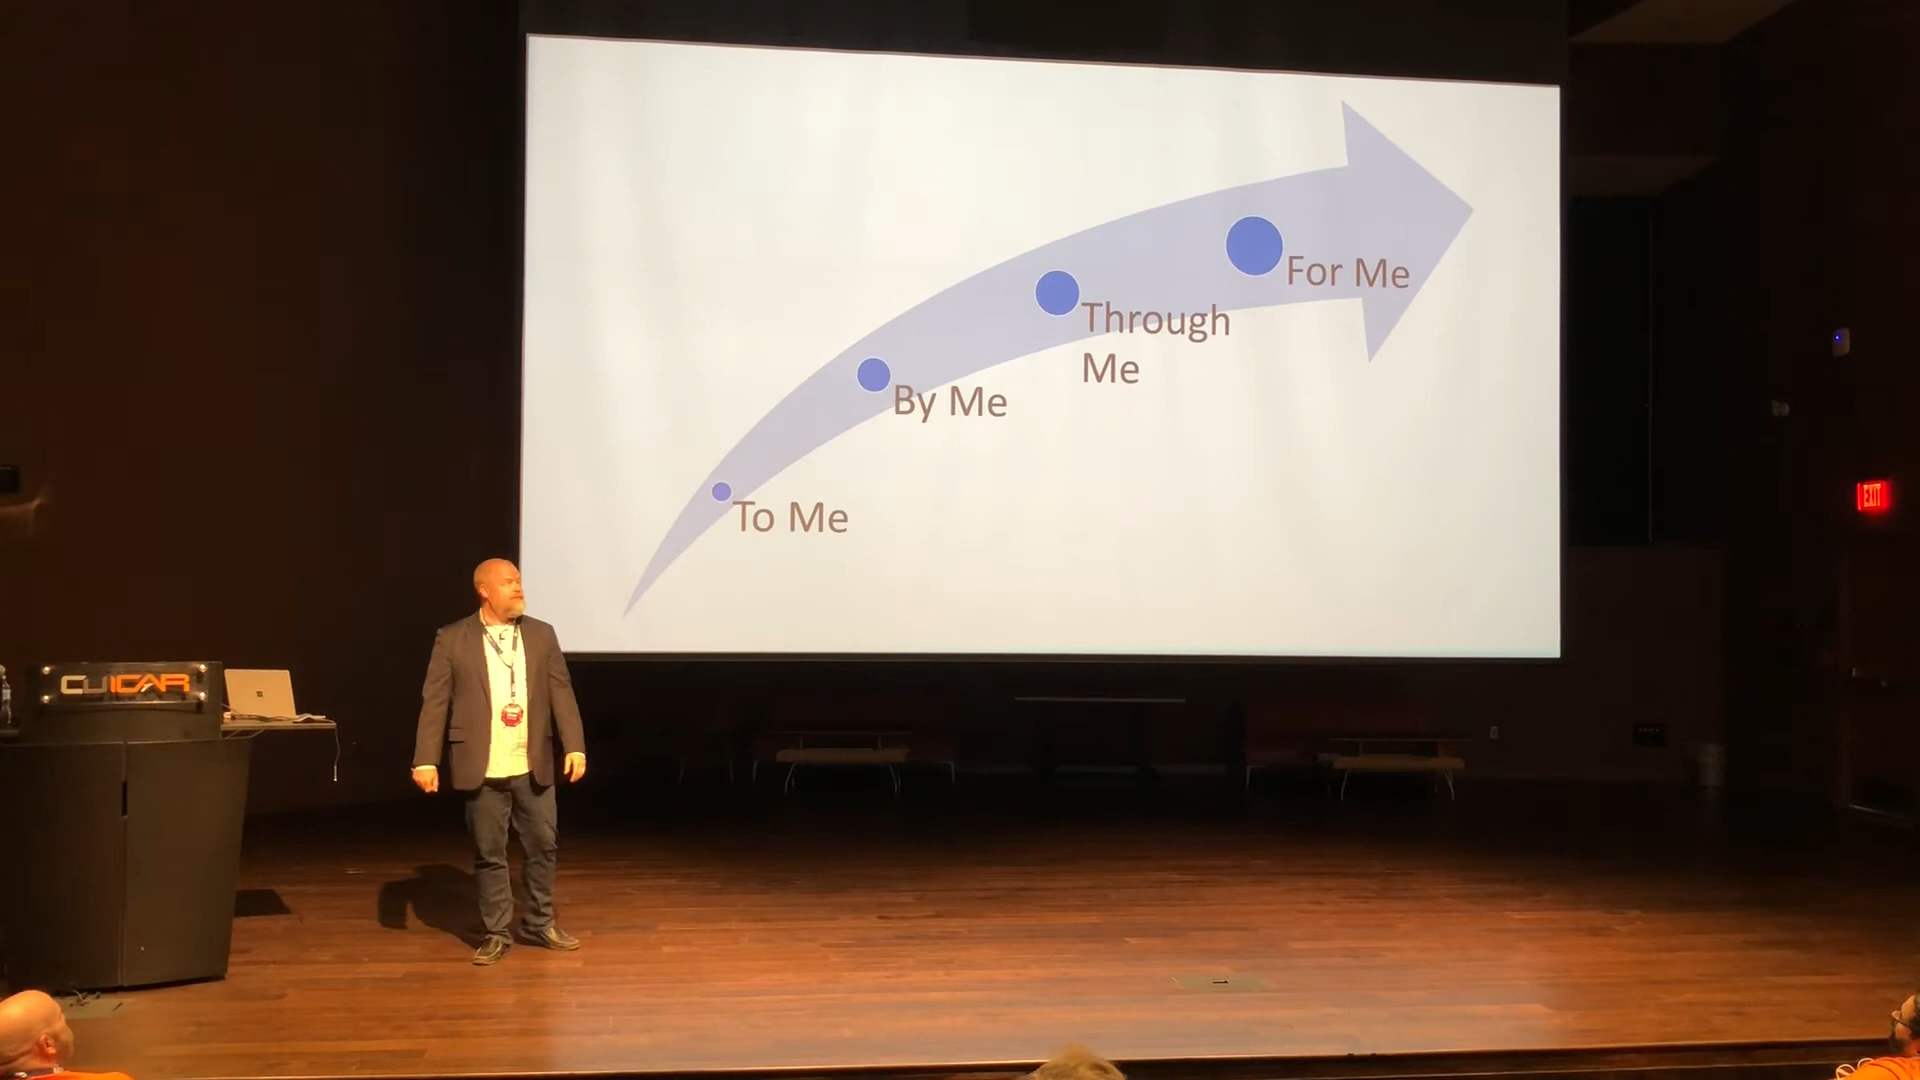 For Me
Through
Me
By Me
To Me
EXIT
CUICAR